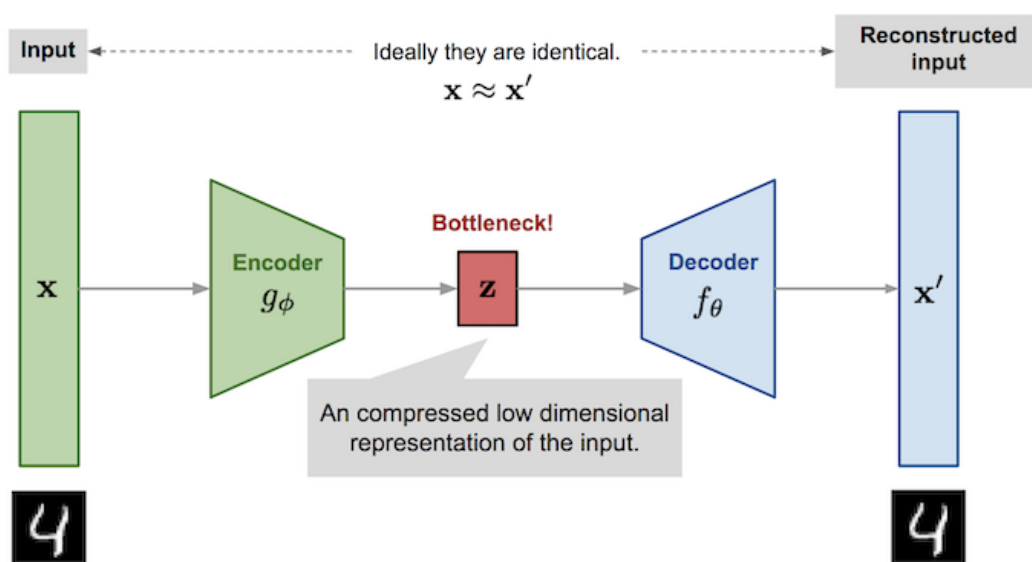 Input
Ideally they are identical.
x ≈ x′
Reconstructed
input
Bottleneck!
x
Encoder
gϕ
z
Decoder
fθ
x′
An compressed low dimensional
representation of the input.
4
4